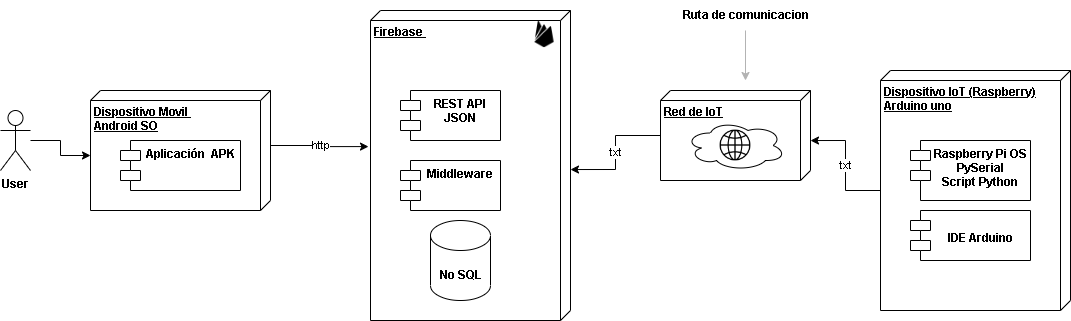 Ruta de comunicacion
Firebase
REST API
JSON
Middleware
No SQL
Dispositivo Movil
Android SO
Aplicación APK
User
http
txt
Red de IoT
txt
Dispositivo IoT (Raspberry)
Arduino uno
Raspberry Pi OS
PySerial
Script Python
IDE Arduino